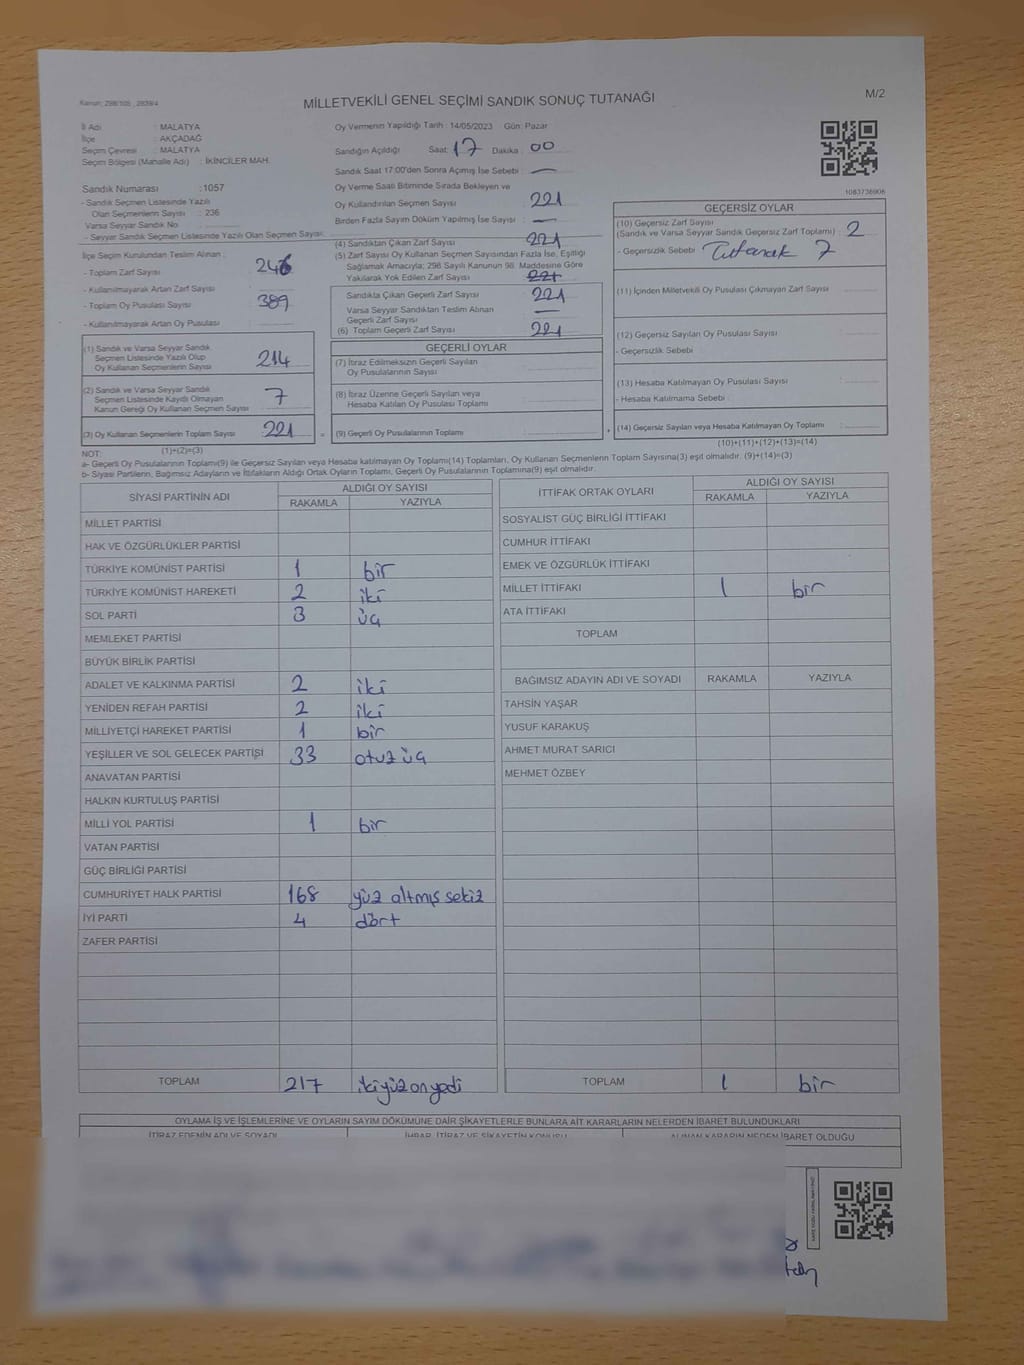 Kanun: 298/105 , 2839/4
MİLLETVEKİLİ GENEL SEÇİMİ SANDIK SONUÇ TUTANAĞI
M/2
İl Adı : MALATYA
İlçe : AKÇADAĞ
Seçim Çevresi : MALATYA
Seçim Bölgesi (Mahalle Adı) : İKİNCİLER MAH.
Sandık Numarası :1057
- Sandık Seçmen Listesinde Yazılı
Olan Seçmenlerin Sayısı : 236
Varsa Seyyar Sandık No
- Seyyar Sandık Seçmen Listesinde Yazılı Olan Seçmen Sayısı:
İlçe Seçim Kurulundan Teslim Alınan :
- Toplam Zarf Sayısı 246
- Kullanılmayarak Artan Zarf Sayısı
- Toplam Oy Pusulası Sayısı 389
- Kullanılmayarak Artan Oy Pusulası
(1) Sandık ve Varsa Seyyar Sandık
Seçmen Listesinde Yazılı Olup
Oy Kullanan Seçmenlerin Sayısı 214
(2) Sandık ve Varsa Seyyar Sandık
Seçmen Listesinde Kayıtlı Olmayan
Kanun Gereği Oy Kullanan Seçmen Sayısı 7
(3) Oy Kullanan Seçmenlerin Toplam Sayısı 221 =
(1)+(2)=(3)
Oy Vermenin Yapıldığı Tarih : 14/05/2023 Gün: Pazar
Sandığın Açıldığı Saat: 17 Dakika : 00
Sandık Saat 17:00'den Sonra Açımış İse Sebebi : —
Oy Verme Saati Bitiminde Sırada Bekleyen ve
Oy Kullandırılan Seçmen Sayısı : 221
Birden Fazla Sayım Döküm Yapılmış İse Sayısı : —
(4) Sandıktan Çıkan Zarf Sayısı 221
(5) Zarf Sayısı Oy Kullanan Seçmen Sayısından Fazla İse, Eşitliği
Sağlamak Amacıyla; 298 Sayılı Kanunun 98. Maddesine Göre
Yakılarak Yok Edilen Zarf Sayısı 221
Sandıkta Çıkan Geçerli Zarf Sayısı 221
Varsa Seyyar Sandıktan Teslim Alınan
Geçerli Zarf Sayısı —
(6) Toplam Geçerli Zarf Sayısı 221
GEÇERLİ OYLAR
(7) İtiraz Edilmeksizin Geçerli Sayılan
Oy Pusulalarının Sayısı
(8) İtiraz Üzerine Geçerli Sayılan veya
Hesaba Katılan Oy Pusulası Toplamı
(9) Geçerli Oy Pusulalarının Toplamı +
1083738906
GEÇERSİZ OYLAR
(10) Geçersiz Zarf Sayısı
(Sandık ve Varsa Seyyar Sandık Geçersiz Zarf Toplamı) : 2
- Geçersizlik Sebebi : Tutanak 7
(11) İçinden Milletvekili Oy Pusulası Çıkmayan Zarf Sayısı
(12) Geçersiz Sayılan Oy Pusulası Sayısı
- Geçersizlik Sebebi
(13) Hesaba Katılmayan Oy Pusulası Sayısı
- Hesaba Katılmama Sebebi :
(14) Geçersiz Sayılan veya Hesaba Katılmayan Oy Toplamı :
(10)+(11)+(12)+(13)=(14)
NOT:
a- Geçerli Oy Pusulalarının Toplamı(9) ile Geçersiz Sayılan veya Hesaba katılmayan Oy Toplamı(14) Toplamları, Oy Kullanan Seçmenlerin Toplam Sayısına(3) eşit olmalıdır. (9)+(14)=(3)
b- Siyasi Partilerin, Bağımsız Adayların ve İttifakların Aldığı Ortak Oyların Toplamı, Geçerli Oy Pusulalarının Toplamına(9) eşit olmalıdır.
SİYASİ PARTİNİN ADI ALDIĞI OY SAYISI
RAKAMLA YAZIYLA
MİLLET PARTİSİ
HAK VE ÖZGÜRLÜKLER PARTİSİ
TÜRKİYE KOMÜNİST PARTİSİ 1 bir
TÜRKİYE KOMÜNİST HAREKETİ 2 iki
SOL PARTİ 3 üç
MEMLEKET PARTİSİ
BÜYÜK BİRLİK PARTİSİ
ADALET VE KALKINMA PARTİSİ 2 iki
YENİDEN REFAH PARTİSİ 2 iki
MİLLİYETÇİ HAREKET PARTİSİ 1 bir
YEŞİLLER VE SOL GELECEK PARTİSİ 33 otuz üç
ANAVATAN PARTİSİ
HALKIN KURTULUŞ PARTİSİ
MİLLİ YOL PARTİSİ 1 bir
VATAN PARTİSİ
GÜÇ BİRLİĞİ PARTİSİ
CUMHURİYET HALK PARTİSİ 168 yüz altmış sekiz
İYİ PARTİ 4 dört
ZAFER PARTİSİ
TOPLAM 217 ikiyüz onyedi
İTTİFAK ORTAK OYLARI ALDIĞI OY SAYISI
RAKAMLA YAZIYLA
SOSYALİST GÜÇ BİRLİĞİ İTTİFAKI
CUMHUR İTTİFAKI
EMEK VE ÖZGÜRLÜK İTTİFAKI
MİLLET İTTİFAKI 1 bir
ATA İTTİFAKI
TOPLAM
BAĞIMSIZ ADAYIN ADI VE SOYADI RAKAMLA YAZIYLA
TAHSİN YAŞAR
YUSUF KARAKUŞ
AHMET MURAT SARICI
MEHMET ÖZBEY
TOPLAM 1 bir
OYLAMA İŞ VE İŞLEMLERİNE VE OYLARIN SAYIM DÖKÜMÜNE DAİR ŞİKAYETLERLE BUNLARA AİT KARARLARIN NELERDEN İBARET BULUNDUKLARI
İTİRAZ EDENİN ADI VE SOYADI İHBAR, İTİRAZ VE ŞİKAYETİN KONUSU ALINAN KARARIN NEDEN İBARET OLDUĞU